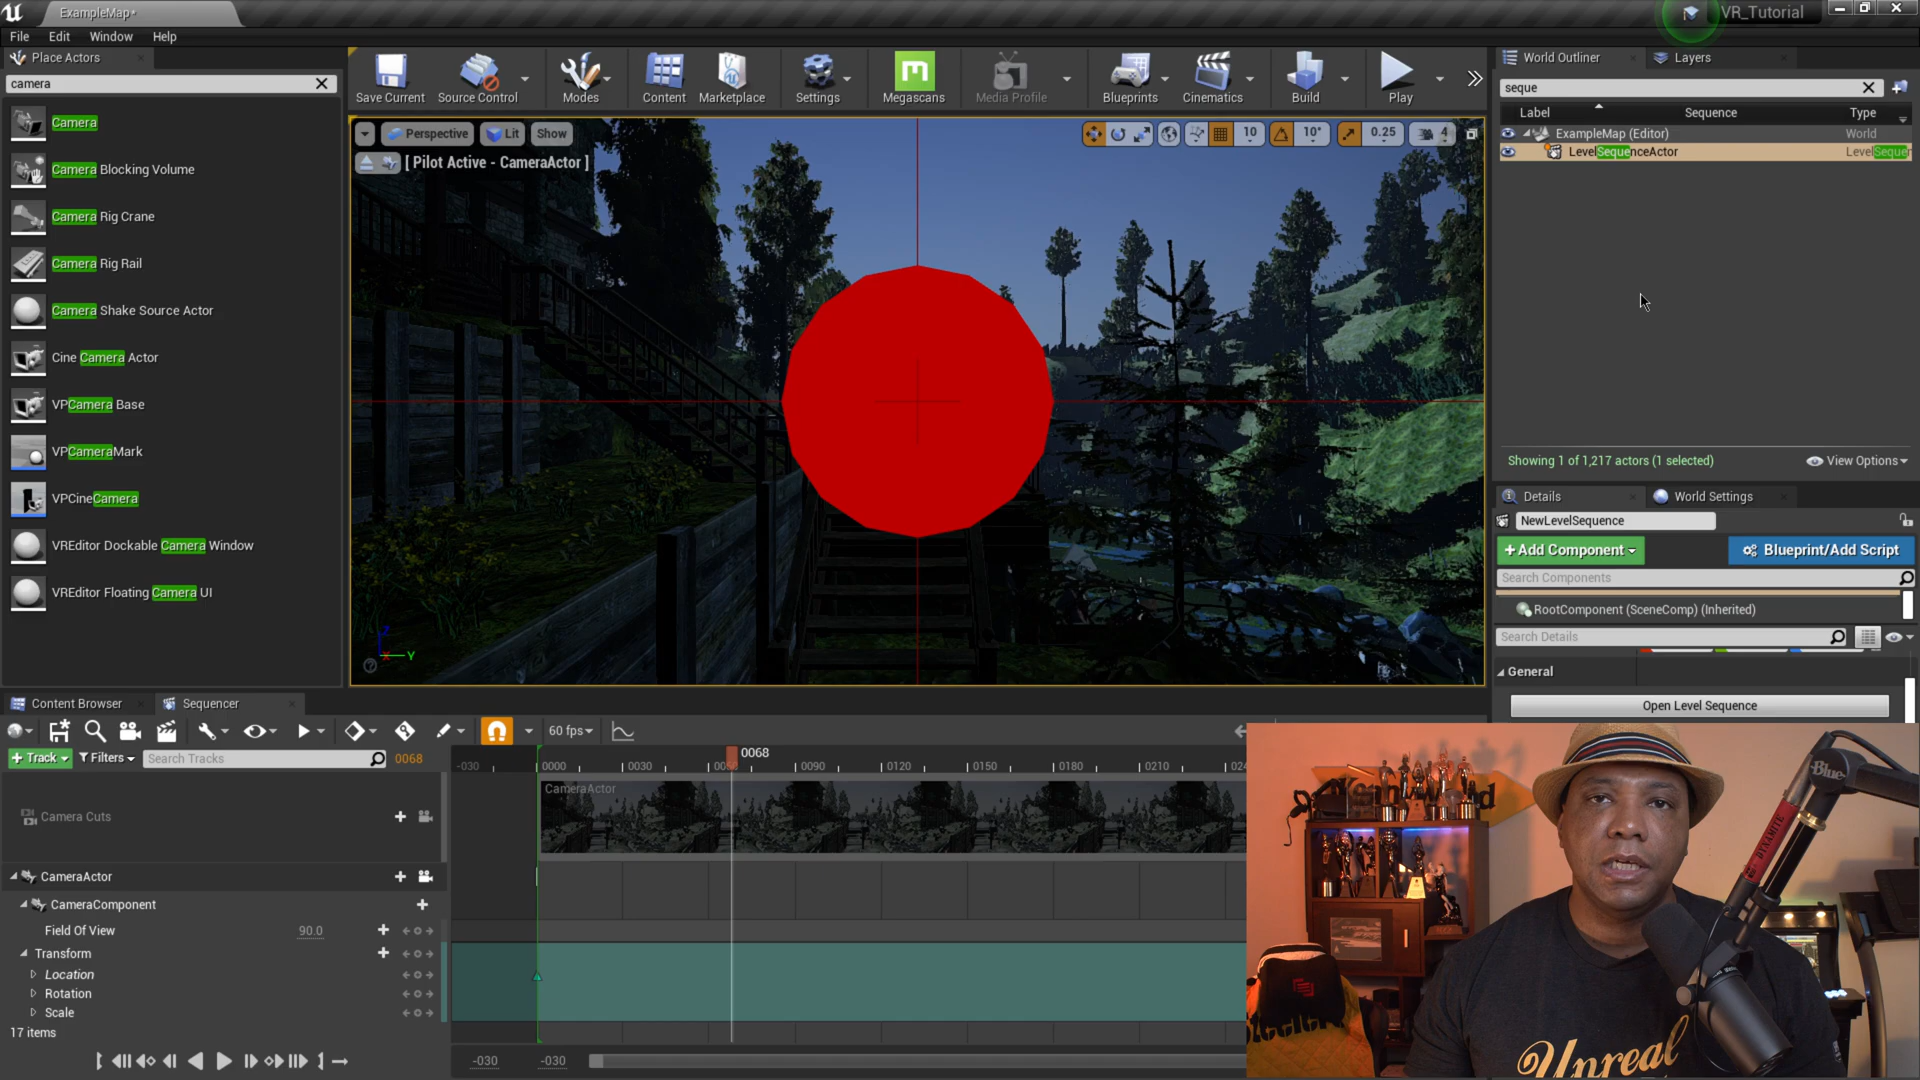 ExampleMap*
VR_Tutorial
File Edit Window Help
Place Actors
camera
Camera
Camera Blocking Volume
Camera Rig Crane
Camera Rig Rail
Camera Shake Source Actor
Cine Camera Actor
VPCamera Base
VPCameraMark
VPCineCamera
VREditor Dockable Camera Window
VREditor Floating Camera UI
Save Current Source Control Modes Content Marketplace Settings Megascans Media Profile Blueprints Cinematics Build Play
Perspective Lit Show
10 10° 0.25 4
[ Pilot Active - CameraActor ]
Z
X Y
World Outliner Layers
seque
Label Sequence Type
ExampleMap (Editor) World
LevelSequenceActor LevelSeque
Showing 1 of 1,217 actors (1 selected) View Options
Details World Settings
NewLevelSequence
+Add Component Blueprint/Add Script
Search Components
RootComponent (SceneComp) (Inherited)
Search Details
General
Open Level Sequence
Content Browser Sequencer
60 fps
+ Track Filters Search Tracks 0068
0068
-030 0000 0030 0090 0120 0150 0180 0210
CameraActor
Camera Cuts
CameraActor
CameraComponent
Field Of View 90.0
Transform
Location
Rotation
Scale
17 items
-030 -030
Blue
DYNAMITE
Unreal